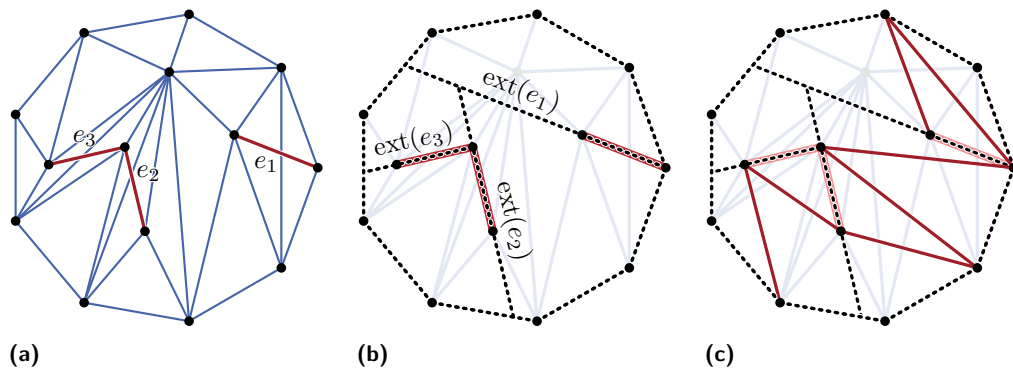 e₃
e₂
e₁
ext(e₁)
ext(e₃)
ext(e₂)
(a)
(b)
(c)